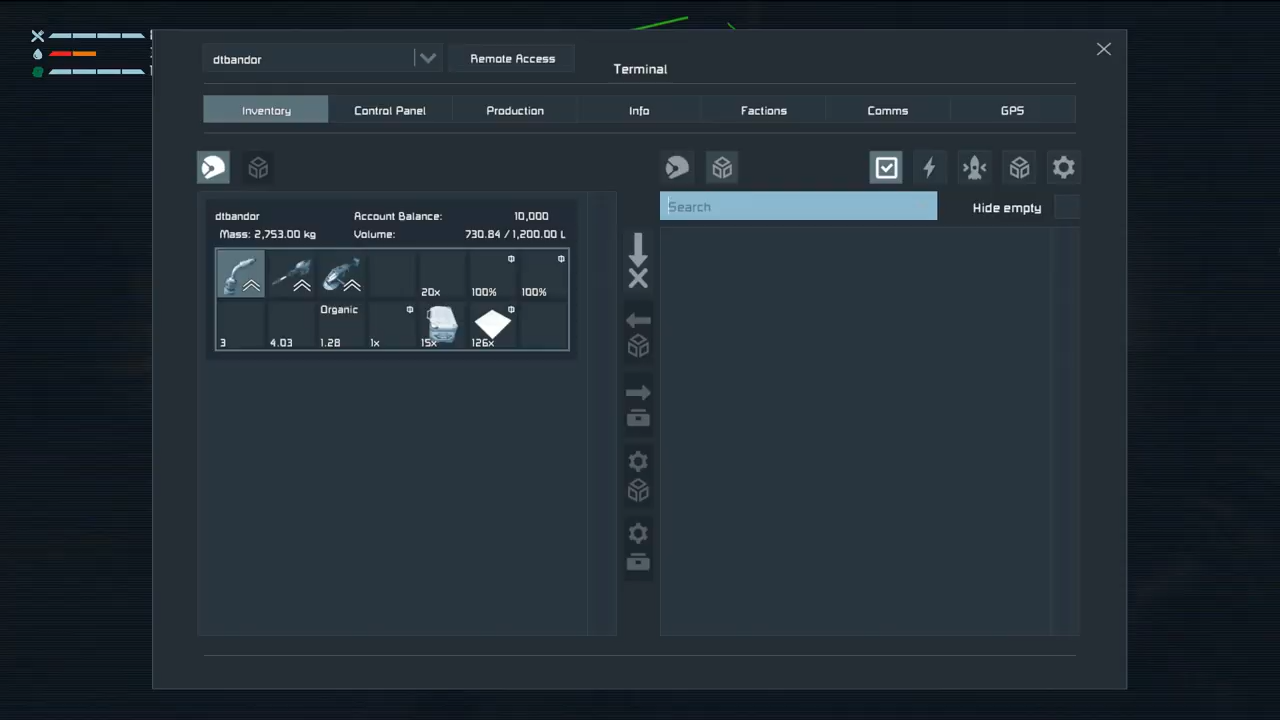 dtbandor
Remote Access
Terminal
Inventory
Control Panel
Production
Info
Factions
Comms
GPS
Search
Hide empty
dtbandor
Account Balance: 10,000
Mass: 2,753.00 kg
Volume: 730.84 / 1,200.00 L
20x
100%
100%
Organic
3
4.03
1.28
1x
15x
126x